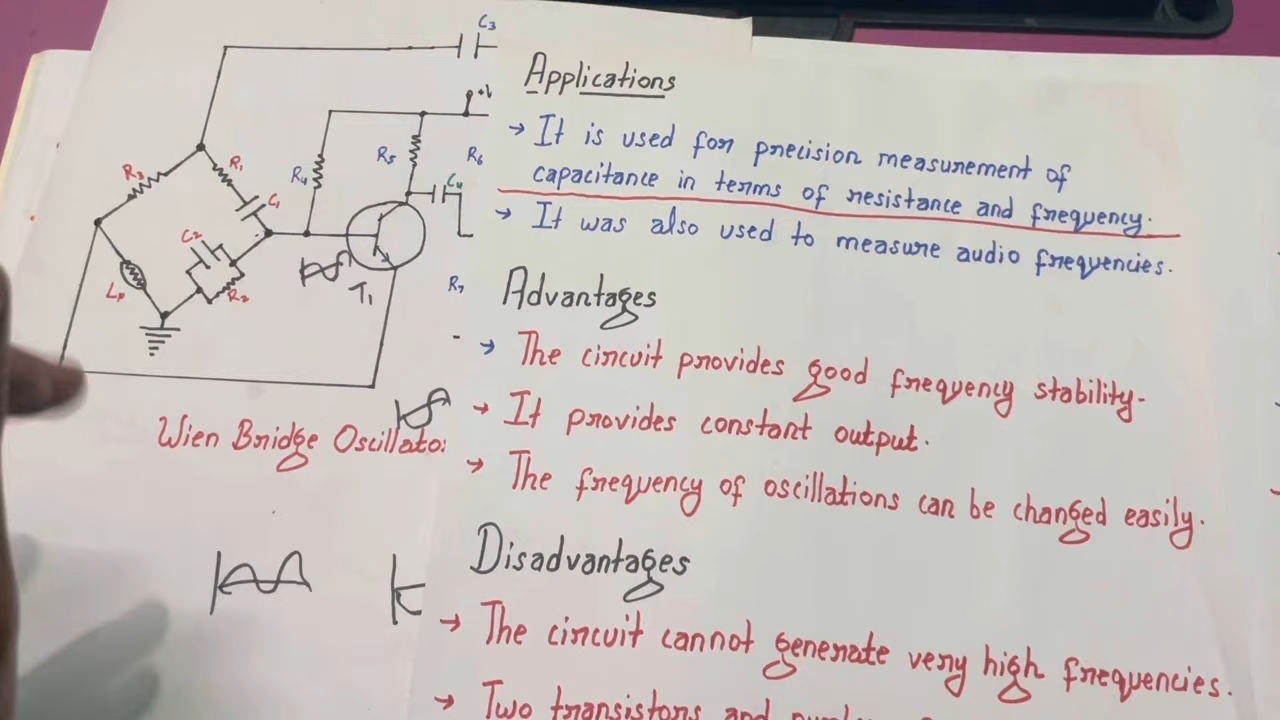 C3
+V
R3
R1
R4
R5
R6
C1
C4
C2
R2
Lp
T1
R7
Wien Bridge Oscillato
Applications
→ It is used for precision measurement of
capacitance in terms of resistance and frequency.
→ It was also used to measure audio frequencies.
Advantages
→ The circuit provides good frequency stability.
→ It provides constant output.
→ The frequency of oscillations can be changed easily.
Disadvantages
→ The circuit cannot generate very high frequencies.
→ Two transistors and